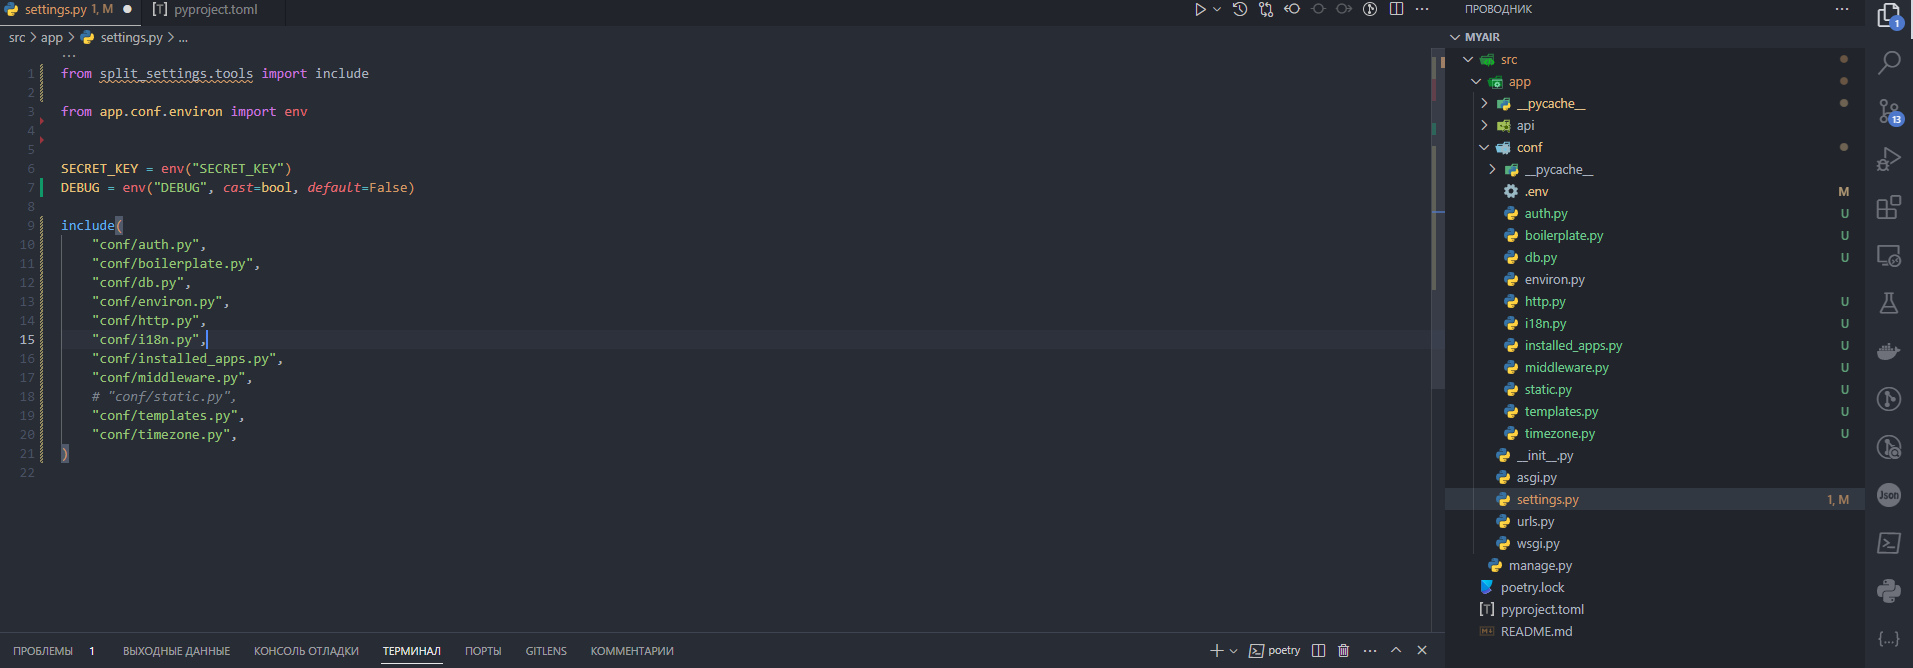 settings.py 1, M
pyproject.toml
src > app > settings.py > ...
...
1 from split_settings.tools import include
2
3 from app.conf.environ import env
4
5
6 SECRET_KEY = env("SECRET_KEY")
7 DEBUG = env("DEBUG", cast=bool, default=False)
8
9 include(
10 "conf/auth.py",
11 "conf/boilerplate.py",
12 "conf/db.py",
13 "conf/environ.py",
14 "conf/http.py",
15 "conf/i18n.py",
16 "conf/installed_apps.py",
17 "conf/middleware.py",
18 # "conf/static.py",
19 "conf/templates.py",
20 "conf/timezone.py",
21 )
22
ПРОБЛЕМЫ 1 ВЫХОДНЫЕ ДАННЫЕ КОНСОЛЬ ОТЛАДКИ ТЕРМИНАЛ ПОРТЫ GITLENS КОММЕНТАРИИ
poetry
ПРОВОДНИК
MYAIR
src
app
__pycache__
api
conf
__pycache__
.env M
auth.py U
boilerplate.py U
db.py U
environ.py
http.py U
i18n.py U
installed_apps.py U
middleware.py U
static.py U
templates.py U
timezone.py U
__init__.py
asgi.py
settings.py 1, M
urls.py
wsgi.py
manage.py
poetry.lock
pyproject.toml
README.md
1
13
Json